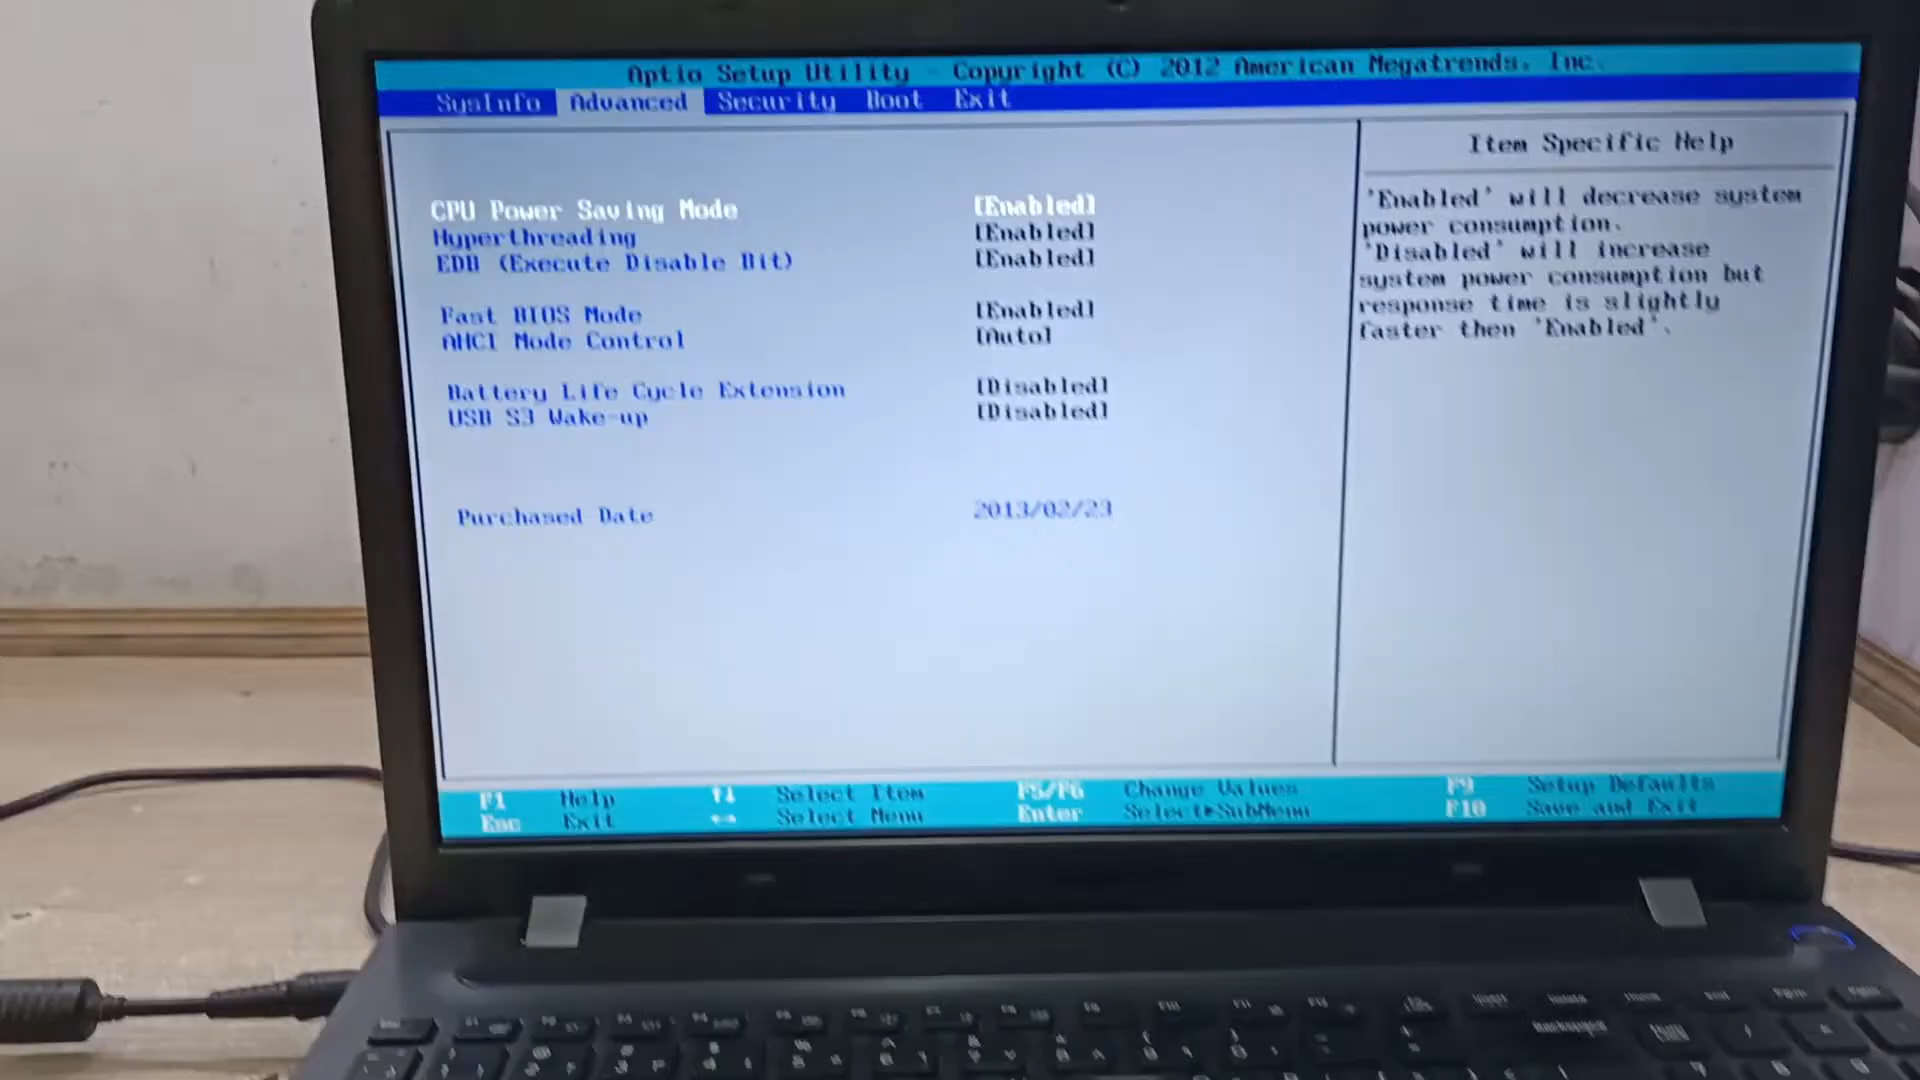 Aptio Setup Utility - Copyright (C) 2012 American Megatrends, Inc.
SysInfo Advanced Security Boot Exit
Item Specific Help
CPU Power Saving Mode [Enabled]
Hyperthreading [Enabled]
EDB (Execute Disable Bit) [Enabled]
Fast BIOS Mode [Enabled]
AHCI Mode Control [Auto]
Battery Life Cycle Extension [Disabled]
USB S3 Wake-up [Disabled]
Purchased Date 2013/02/23
'Enabled' will decrease system
power consumption.
'Disabled' will increase
system power consumption but
response time is slightly
faster then 'Enabled'.
F1 Help ↑↓ Select Item F5/F6 Change Values F9 Setup Defaults
Esc Exit ←→ Select Menu Enter Select▶SubMenu F10 Save and Exit
Backspace